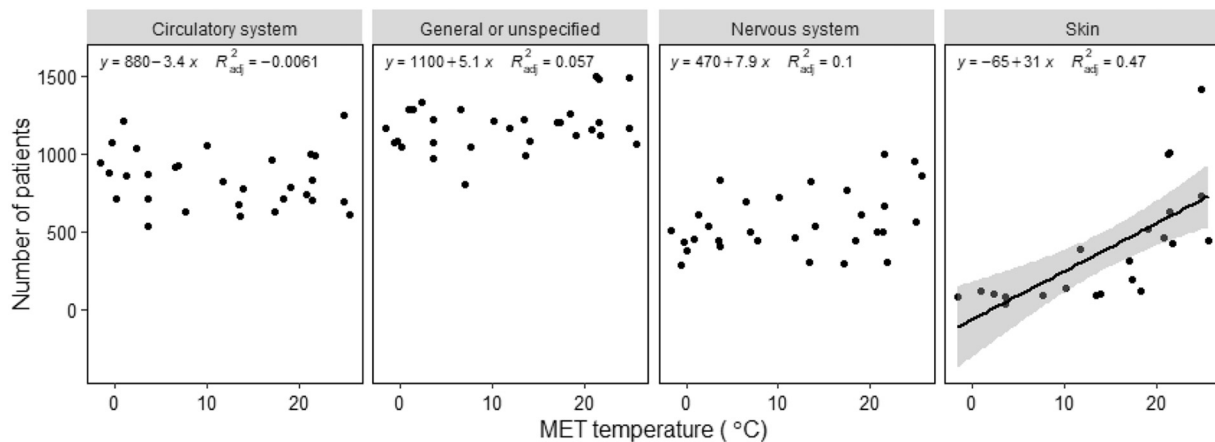 Circulatory system
General or unspecified
Nervous system
Skin
y = 880−3.4 x R²adj = −0.0061
y = 1100+5.1 x R²adj = 0.057
y = 470+7.9 x R²adj = 0.1
y = −65+31 x R²adj = 0.47
Number of patients
1500
1000
500
0
0 10 20
0 10 20
0 10 20
0 10 20
MET temperature ( °C)